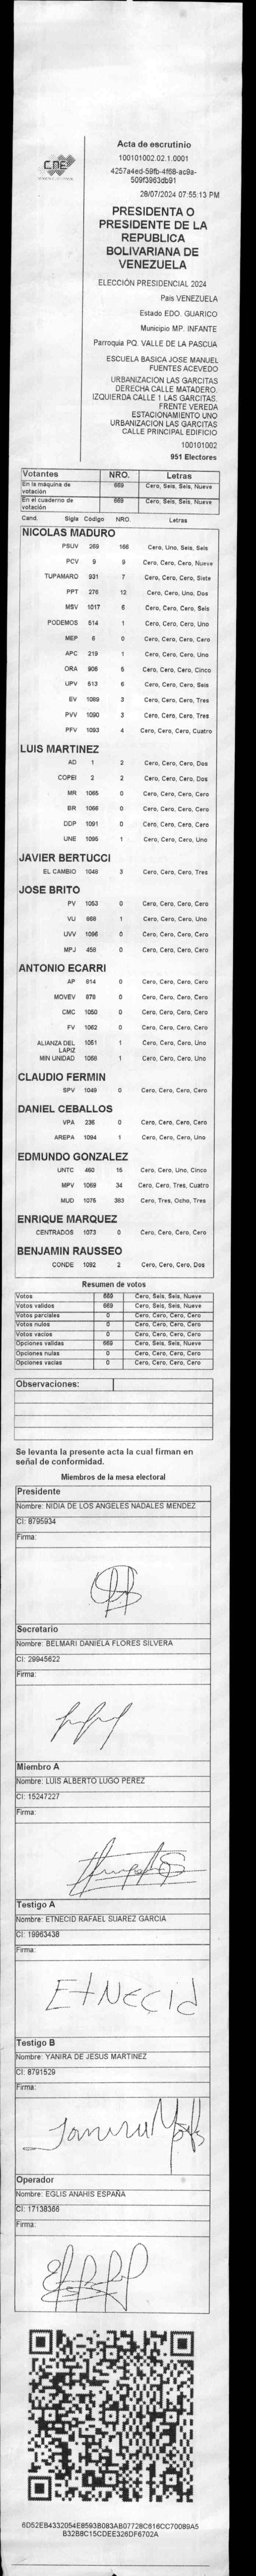 CNE
Acta de escrutinio
100101002.02.1.0001
4257a4ed-59fb-4f68-ac9a-
509f3963db91
28/07/2024 07:55:13 PM
PRESIDENTA O
PRESIDENTE DE LA
REPUBLICA
BOLIVARIANA DE
VENEZUELA
ELECCIÓN PRESIDENCIAL 2024
País VENEZUELA
Estado EDO. GUARICO
Municipio MP. INFANTE
Parroquia PQ. VALLE DE LA PASCUA
ESCUELA BASICA JOSE MANUEL
FUENTES ACEVEDO
URBANIZACION LAS GARCITAS
DERECHA CALLE MATADERO.
IZQUIERDA CALLE 1 LAS GARCITAS.
FRENTE VEREDA
ESTACIONAMIENTO UNO
URBANIZACION LAS GARCITAS
CALLE PRINCIPAL EDIFICIO
100101002
951 Electores
Votantes NRO. Letras
En la máquina de votación 669 Cero, Seis, Seis, Nueve
En el cuaderno de votación 669 Cero, Seis, Seis, Nueve
Cand. Sigla Código NRO. Letras
NICOLAS MADURO
PSUV 269 166 Cero, Uno, Seis, Seis
PCV 9 9 Cero, Cero, Cero, Nueve
TUPAMARO 931 7 Cero, Cero, Cero, Siete
PPT 276 12 Cero, Cero, Uno, Dos
MSV 1017 6 Cero, Cero, Cero, Seis
PODEMOS 514 1 Cero, Cero, Cero, Uno
MEP 6 0 Cero, Cero, Cero, Cero
APC 219 1 Cero, Cero, Cero, Uno
ORA 906 5 Cero, Cero, Cero, Cinco
UPV 513 6 Cero, Cero, Cero, Seis
EV 1089 3 Cero, Cero, Cero, Tres
PVV 1090 3 Cero, Cero, Cero, Tres
PFV 1093 4 Cero, Cero, Cero, Cuatro
LUIS MARTINEZ
AD 1 2 Cero, Cero, Cero, Dos
COPEI 2 2 Cero, Cero, Cero, Dos
MR 1065 0 Cero, Cero, Cero, Cero
BR 1066 0 Cero, Cero, Cero, Cero
DDP 1091 0 Cero, Cero, Cero, Cero
UNE 1095 1 Cero, Cero, Cero, Uno
JAVIER BERTUCCI
EL CAMBIO 1048 3 Cero, Cero, Cero, Tres
JOSE BRITO
PV 1053 0 Cero, Cero, Cero, Cero
VU 868 1 Cero, Cero, Cero, Uno
UVV 1096 0 Cero, Cero, Cero, Cero
MPJ 458 0 Cero, Cero, Cero, Cero
ANTONIO ECARRI
AP 814 0 Cero, Cero, Cero, Cero
MOVEV 879 0 Cero, Cero, Cero, Cero
CMC 1050 0 Cero, Cero, Cero, Cero
FV 1062 0 Cero, Cero, Cero, Cero
ALIANZA DEL LAPIZ 1051 1 Cero, Cero, Cero, Uno
MIN UNIDAD 1068 1 Cero, Cero, Cero, Uno
CLAUDIO FERMIN
SPV 1049 0 Cero, Cero, Cero, Cero
DANIEL CEBALLOS
VPA 236 0 Cero, Cero, Cero, Cero
AREPA 1094 1 Cero, Cero, Cero, Uno
EDMUNDO GONZALEZ
UNTC 460 15 Cero, Cero, Uno, Cinco
MPV 1069 34 Cero, Cero, Tres, Cuatro
MUD 1075 383 Cero, Tres, Ocho, Tres
ENRIQUE MARQUEZ
CENTRADOS 1073 0 Cero, Cero, Cero, Cero
BENJAMIN RAUSSEO
CONDE 1092 2 Cero, Cero, Cero, Dos
Resumen de votos
Votos 669 Cero, Seis, Seis, Nueve
Votos validos 669 Cero, Seis, Seis, Nueve
Votos parciales 0 Cero, Cero, Cero, Cero
Votos nulos 0 Cero, Cero, Cero, Cero
Votos vacíos 0 Cero, Cero, Cero, Cero
Opciones validas 669 Cero, Seis, Seis, Nueve
Opciones nulas 0 Cero, Cero, Cero, Cero
Opciones vacías 0 Cero, Cero, Cero, Cero
Observaciones:
Se levanta la presente acta la cual firman en
señal de conformidad.
Miembros de la mesa electoral
Presidente
Nombre: NIDIA DE LOS ANGELES NADALES MENDEZ
CI: 8795934
Firma:
Secretario
Nombre: BELMARI DANIELA FLORES SILVERA
CI: 29945622
Firma:
Miembro A
Nombre: LUIS ALBERTO LUGO PEREZ
CI: 15247227
Firma:
Testigo A
Nombre: ETNECID RAFAEL SUAREZ GARCIA
CI: 19963438
Firma:
EtNecid
Testigo B
Nombre: YANIRA DE JESUS MARTINEZ
CI: 8791529
Firma:
Operador
Nombre: EGLIS ANAHIS ESPAÑA
CI: 17138366
Firma:
6D52EB4332054E8593B083AB07728C616CC70089A5
B32B8C15CDEE326DF6702A